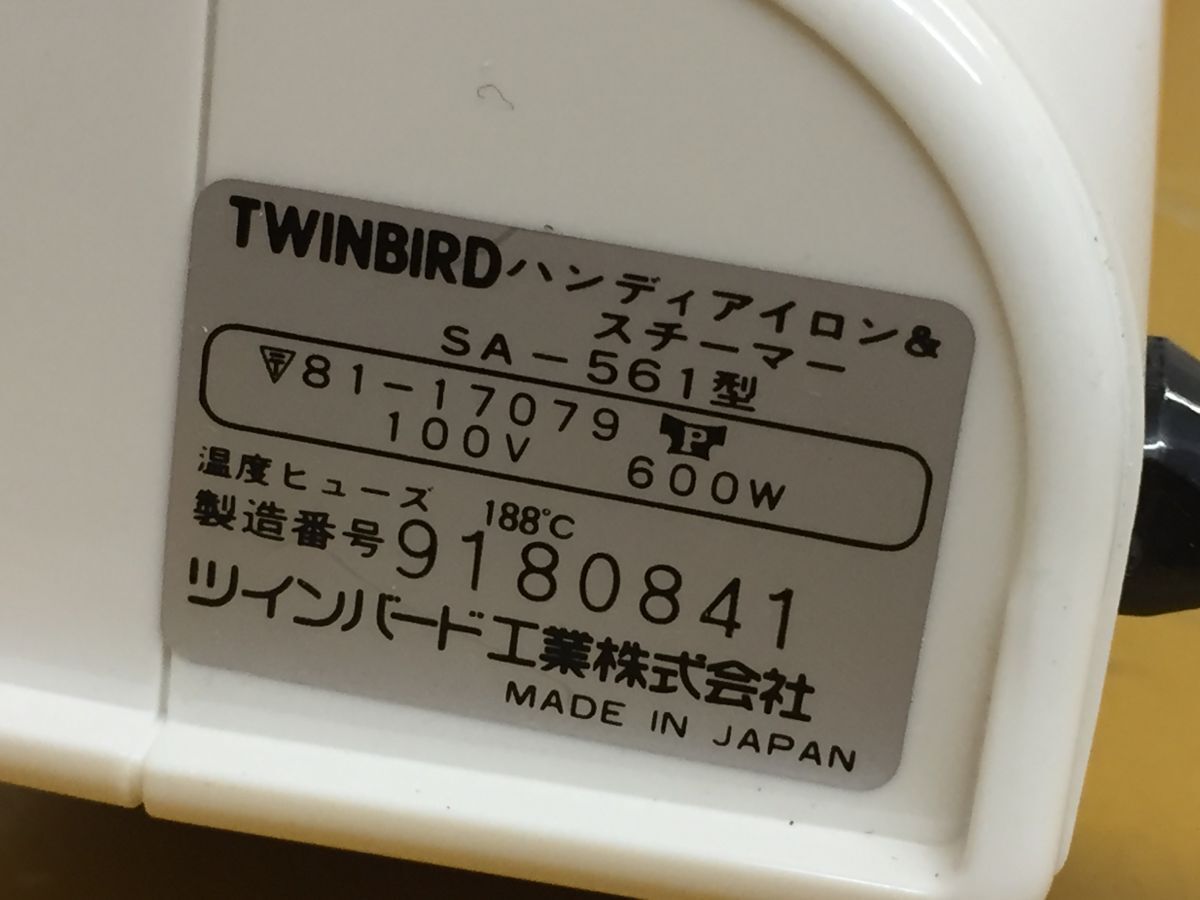 TWINBIRD ハンディアイロン&
スチーマー
SA-561型
〒81-17079 P
100V 600W
温度ヒューズ 188℃
製造番号 9180841
ツインバード工業株式会社
MADE IN JAPAN